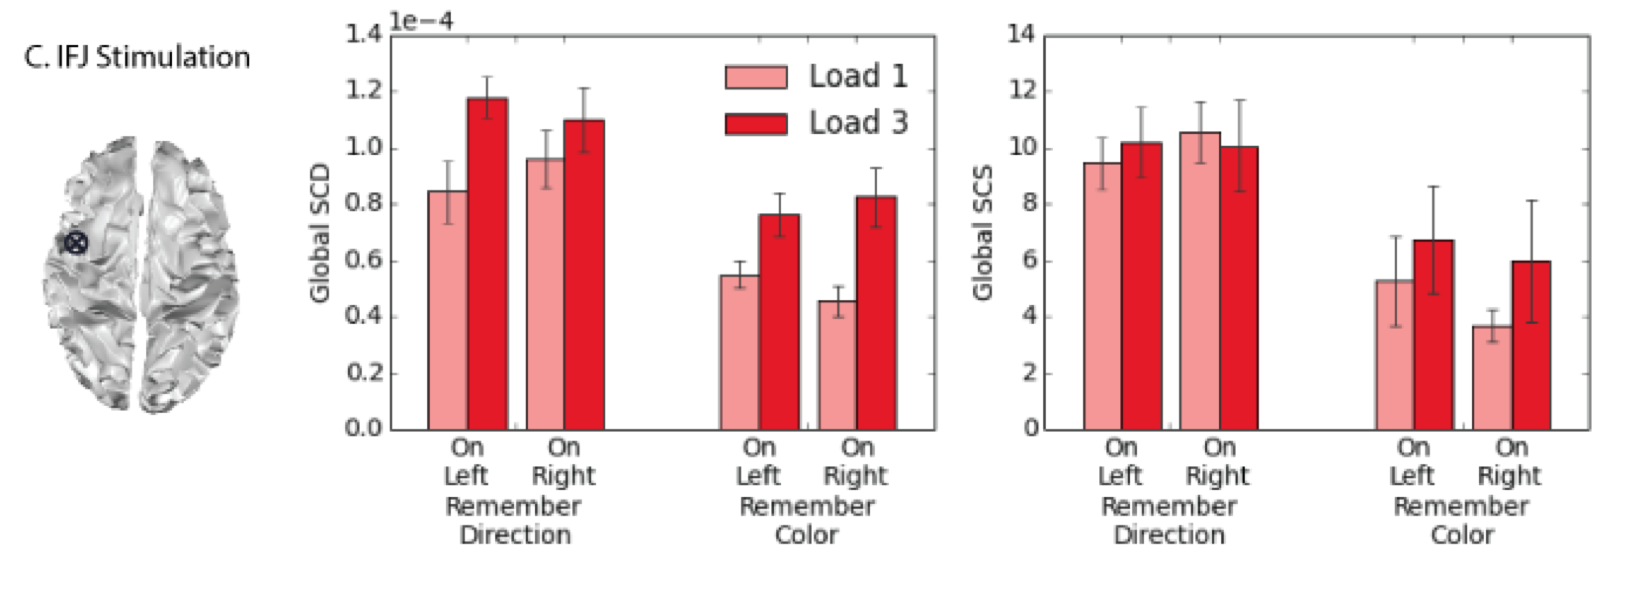 C. IFJ Stimulation
1e−4
Global SCD
1.4
1.2
1.0
0.8
0.6
0.4
0.2
0.0
Load 1
Load 3
On On On On
Left Right Left Right
Remember Remember
Direction Color
Global SCS
14
12
10
8
6
4
2
0
On On On On
Left Right Left Right
Remember Remember
Direction Color